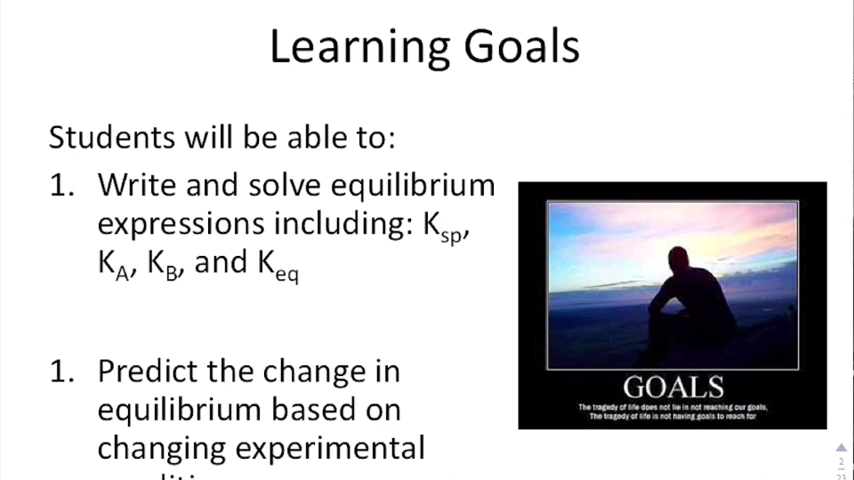 Learning Goals
Students will be able to:
1. Write and solve equilibrium
expressions including: Ksp,
KA, KB, and Keq
1. Predict the change in
equilibrium based on
changing experimental
GOALS
The tragedy of life does not lie in not reaching our goals,
The tragedy of life is not having goals to reach for
2
23